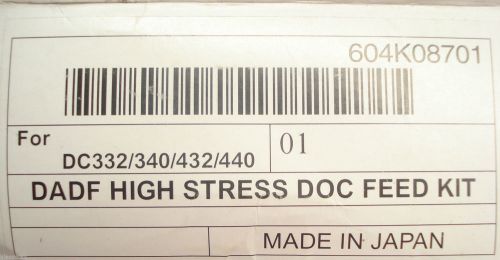 604K08701
For
DC332/340/432/440
01
DADF HIGH STRESS DOC FEED KIT
MADE IN JAPAN